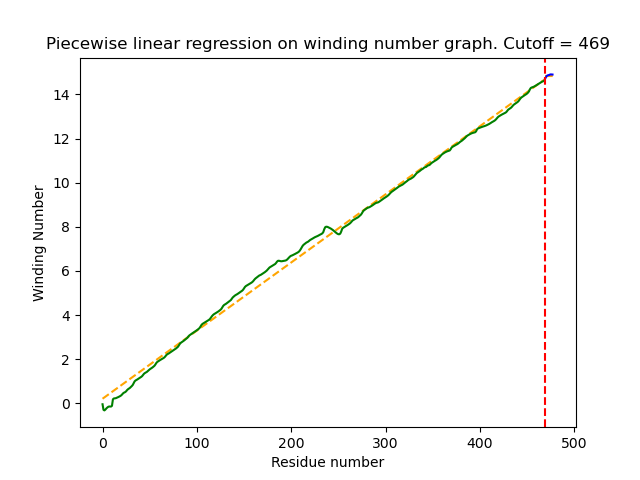 Piecewise linear regression on winding number graph. Cutoff = 469
Winding Number
14
12
10
8
6
4
2
0
0 100 200 300 400 500
Residue number